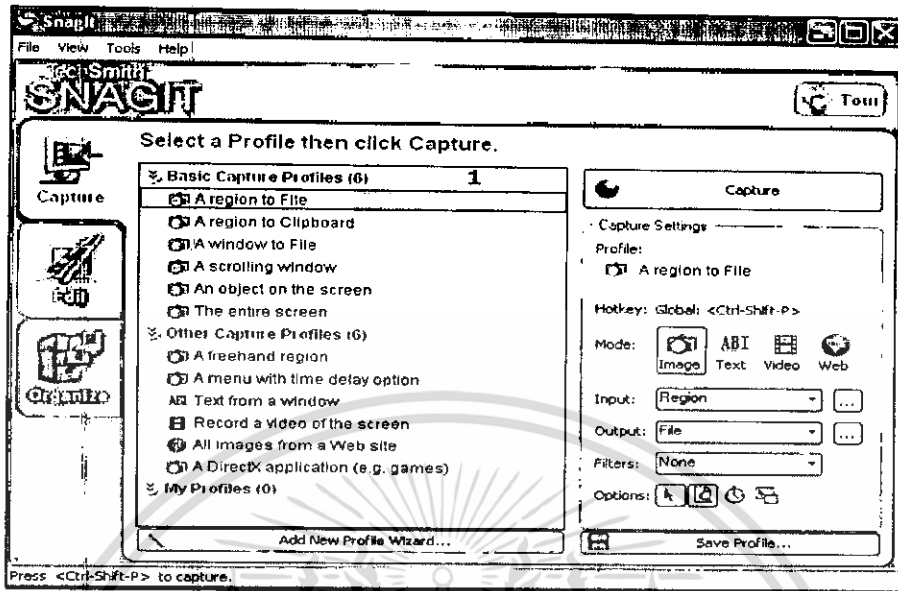 SnagIt
File View Tools Help
TechSmith
SNAGIT
Tour
Select a Profile then click Capture.
Capture
Edit
Organize
Basic Capture Profiles (6) 1
A region to File
A region to Clipboard
A window to File
A scrolling window
An object on the screen
The entire screen
Other Capture Profiles (6)
A freehand region
A menu with time delay option
ABI Text from a window
Record a video of the screen
All images from a Web site
A DirectX application (e.g. games)
My Profiles (0)
Add New Profile Wizard...
Capture
Capture Settings
Profile:
A region to File
Hotkey: Global: <Ctrl-Shift-P>
Mode:
ABI
Image Text Video Web
Input: Region ...
Output: File ...
Filters: None
Options:
Save Profile...
Press <Ctrl-Shift-P> to capture.